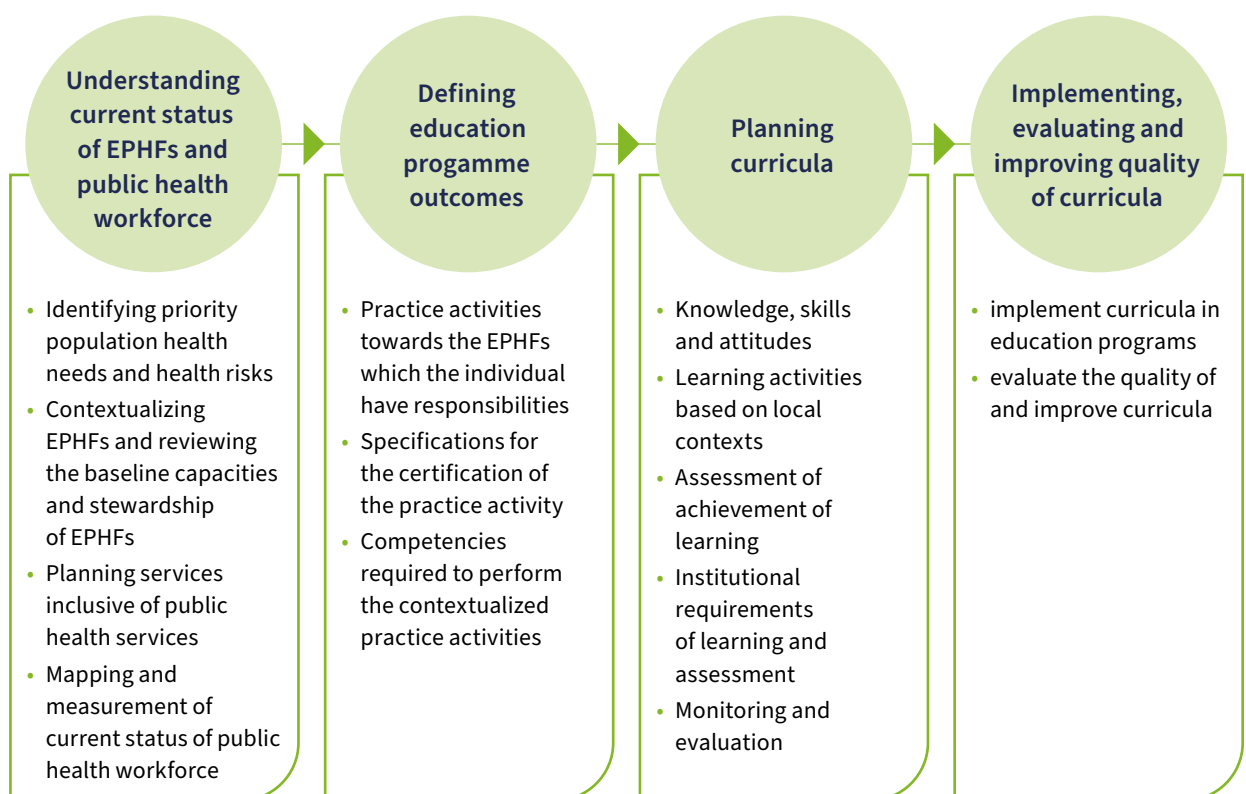 Understanding
current status
of EPHFs and
public health
workforce
• Identifying priority
population health
needs and health risks
• Contextualizing
EPHFs and reviewing
the baseline capacities
and stewardship
of EPHFs
• Planning services
inclusive of public
health services
• Mapping and
measurement of
current status of public
health workforce
Defining
education
progamme
outcomes
• Practice activities
towards the EPHFs
which the individual
have responsibilities
• Specifications for
the certification of
the practice activity
• Competencies
required to perform
the contextualized
practice activities
Planning
curricula
• Knowledge, skills
and attitudes
• Learning activities
based on local
contexts
• Assessment of
achievement of
learning
• Institutional
requirements
of learning and
assessment
• Monitoring and
evaluation
Implementing,
evaluating and
improving quality
of curricula
• implement curricula in
education programs
• evaluate the quality of
and improve curricula